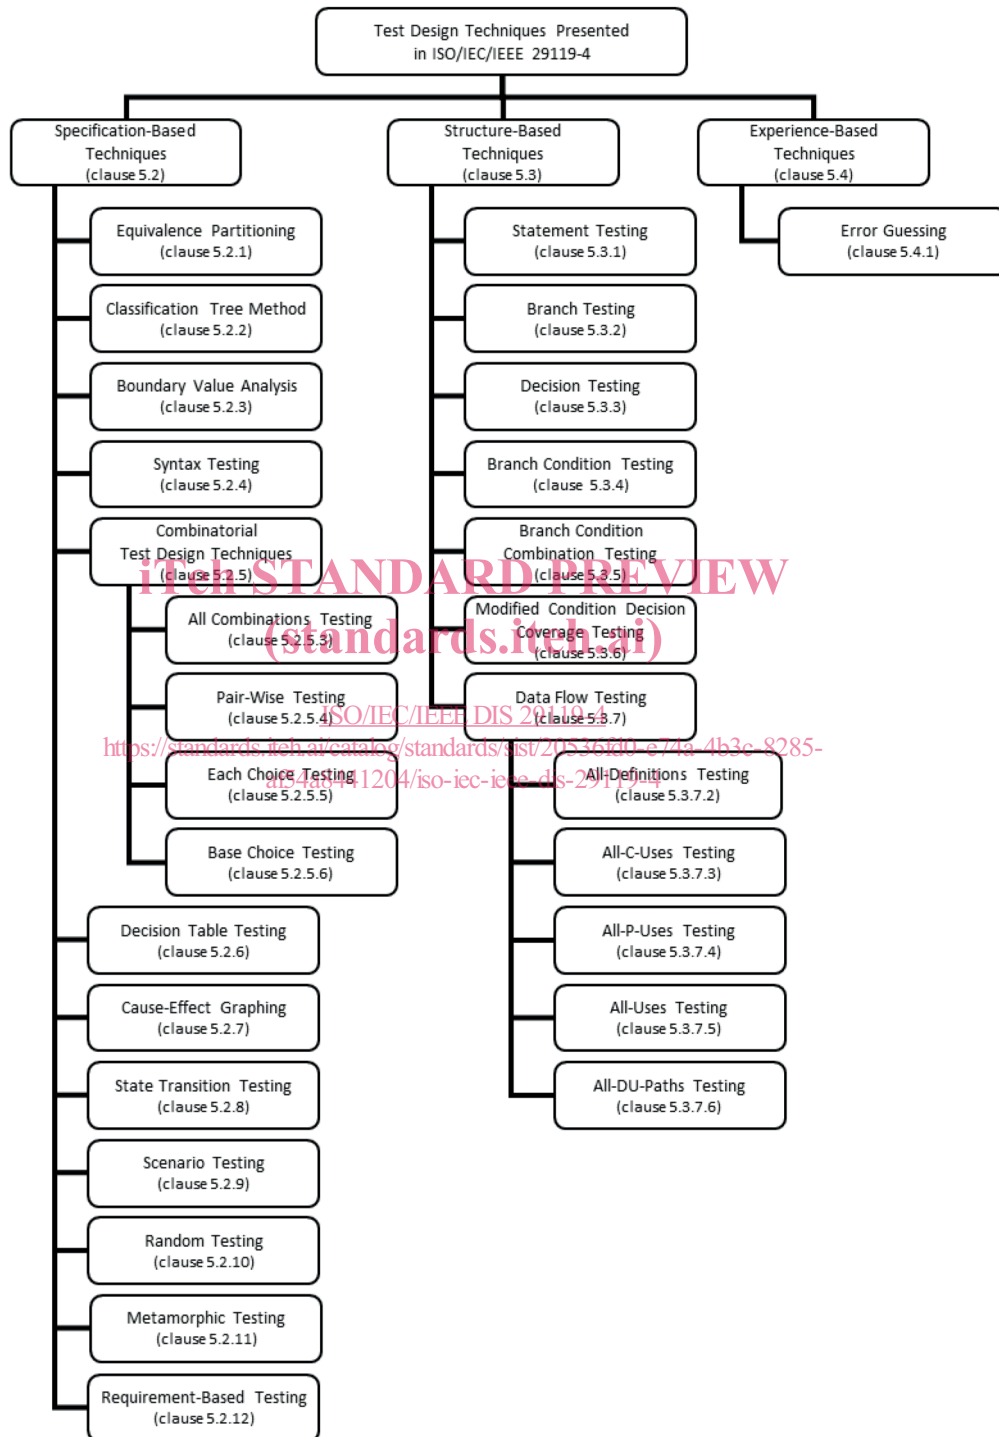 Test Design Techniques Presented
in ISO/IEC/IEEE 29119-4
Specification-Based
Techniques
(clause 5.2)
Equivalence Partitioning
(clause 5.2.1)
Classification Tree Method
(clause 5.2.2)
Boundary Value Analysis
(clause 5.2.3)
Syntax Testing
(clause 5.2.4)
Combinatorial
Test Design Techniques
(clause 5.2.5)
All Combinations Testing
(clause 5.2.5.3)
Pair-Wise Testing
(clause 5.2.5.4)
Each Choice Testing
(clause 5.2.5.5)
Base Choice Testing
(clause 5.2.5.6)
Decision Table Testing
(clause 5.2.6)
Cause-Effect Graphing
(clause 5.2.7)
State Transition Testing
(clause 5.2.8)
Scenario Testing
(clause 5.2.9)
Random Testing
(clause 5.2.10)
Metamorphic Testing
(clause 5.2.11)
Requirement-Based Testing
(clause 5.2.12)
Structure-Based
Techniques
(clause 5.3)
Statement Testing
(clause 5.3.1)
Branch Testing
(clause 5.3.2)
Decision Testing
(clause 5.3.3)
Branch Condition Testing
(clause 5.3.4)
Branch Condition
Combination Testing
(clause 5.3.5)
Modified Condition Decision
Coverage Testing
(clause 5.3.6)
Data Flow Testing
(clause 5.3.7)
All-Definitions Testing
(clause 5.3.7.2)
All-C-Uses Testing
(clause 5.3.7.3)
All-P-Uses Testing
(clause 5.3.7.4)
All-Uses Testing
(clause 5.3.7.5)
All-DU-Paths Testing
(clause 5.3.7.6)
Experience-Based
Techniques
(clause 5.4)
Error Guessing
(clause 5.4.1)
iTeh STANDARD PREVIEW
(standards.iteh.ai)
ISO/IEC/IEEE DIS 29119-4
https://standards.iteh.ai/catalog/standards/sist/20536fd0-e74a-4b3c-8285-
af54a8441204/iso-iec-ieee-dis-29119-4